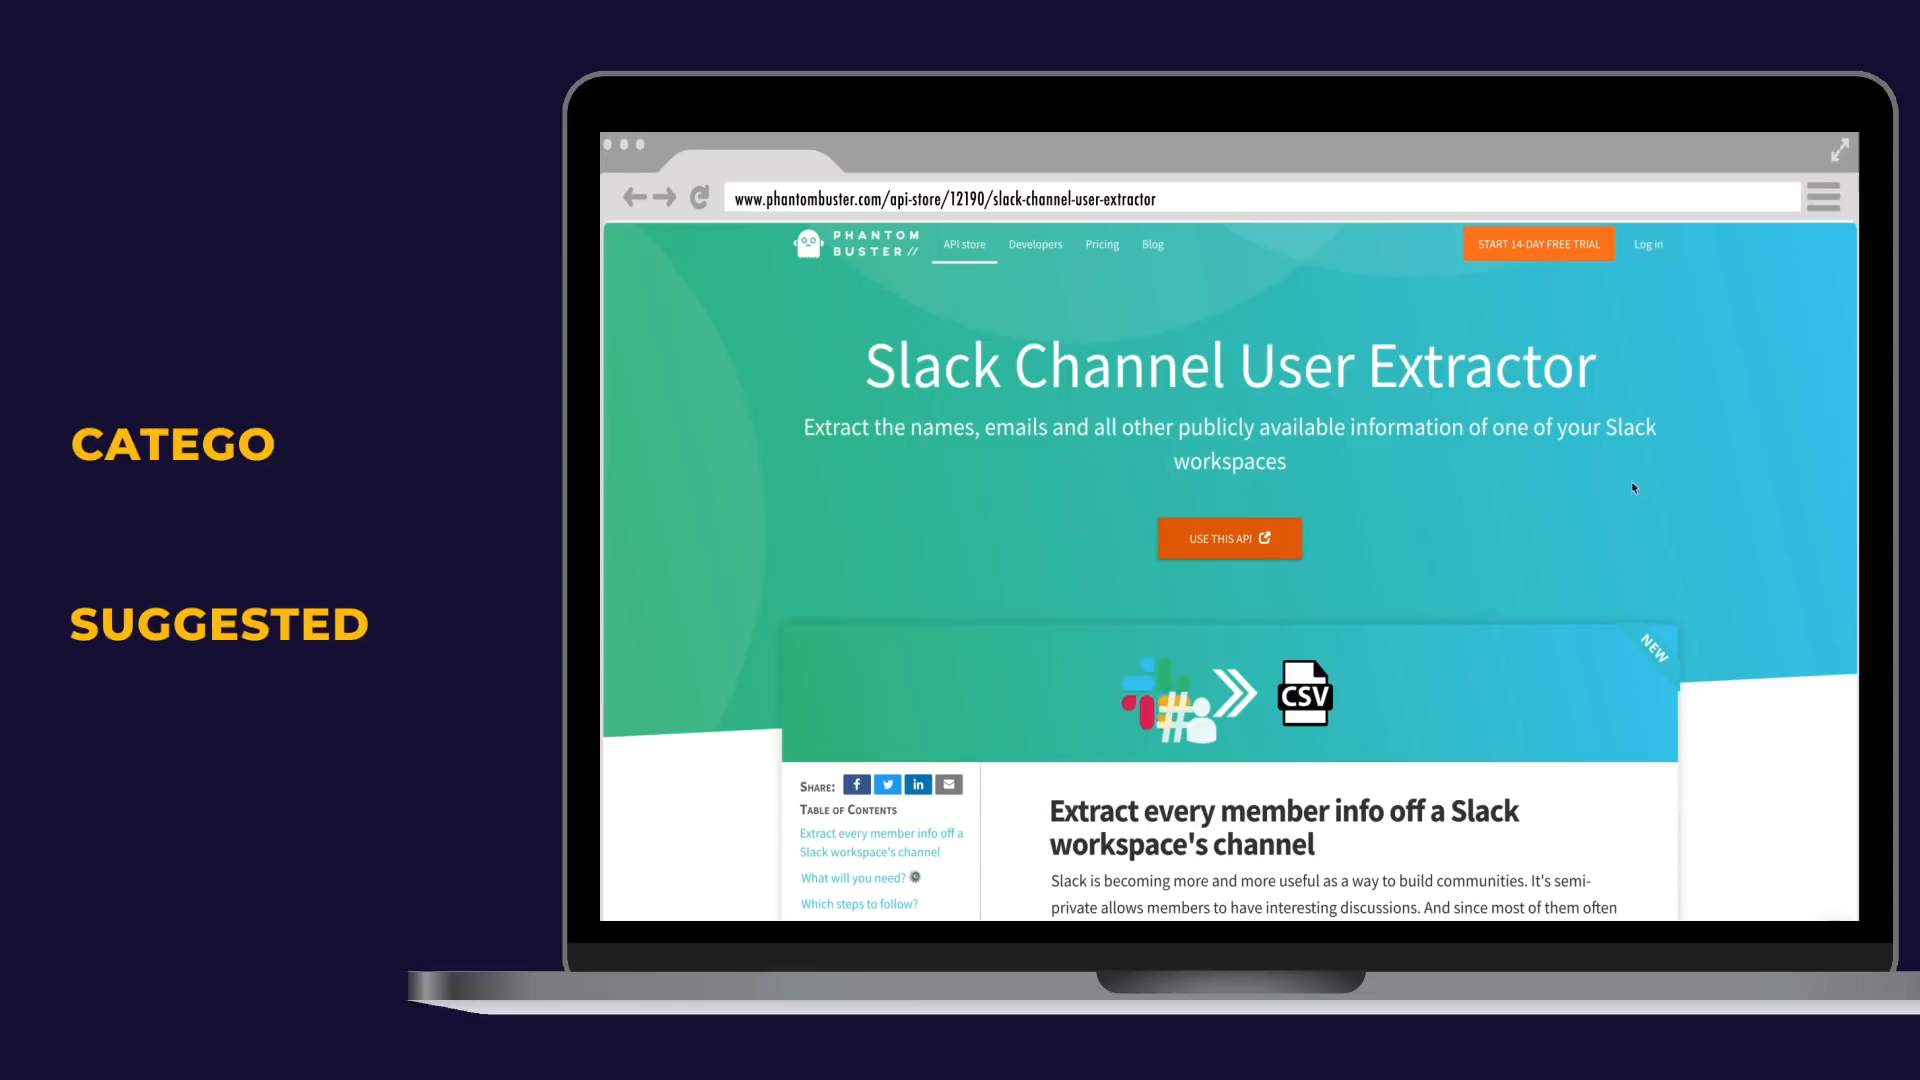 www.phantombuster.com/api-store/12190/slack-channel-user-extractor
PHANTOM
BUSTER //
API store
Developers
Pricing
Blog
START 14-DAY FREE TRIAL
Log in
Slack Channel User Extractor
Extract the names, emails and all other publicly available information of one of your Slack
workspaces
USE THIS API
CATEGO
SUGGESTED
NEW
#
CSV
SHARE:
f
in
TABLE OF CONTENTS
Extract every member info off a
Slack workspace's channel
What will you need?
Which steps to follow?
Extract every member info off a Slack
workspace's channel
Slack is becoming more and more useful as a way to build communities. It's semi-
private allows members to have interesting discussions. And since most of them often